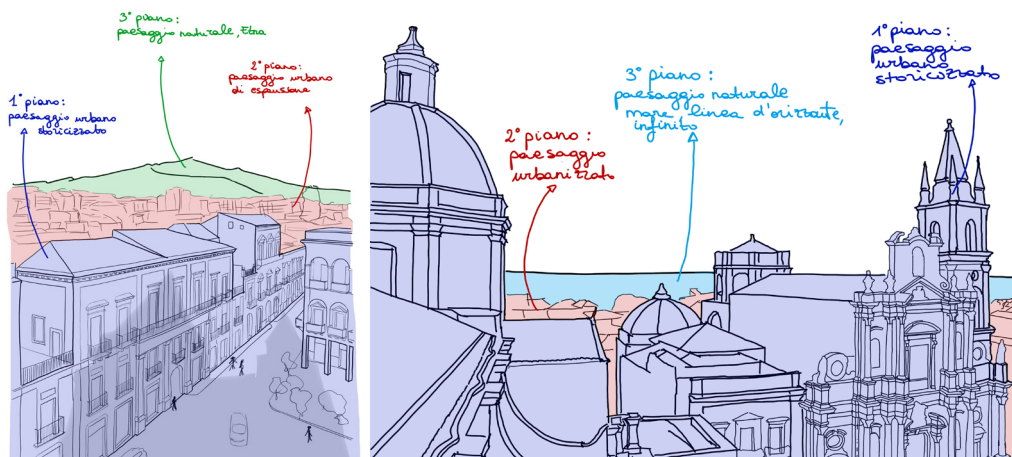 3° piano:
paesaggio naturale, Etna
2° piano:
paesaggio urbano
di espansione
1° piano:
paesaggio urbano
storicizzato
1° piano:
paesaggio
urbano
storicizzato
3° piano:
paesaggio naturale
mare linea d'orizzonte,
infinito
2° piano:
paesaggio
urbanizzato